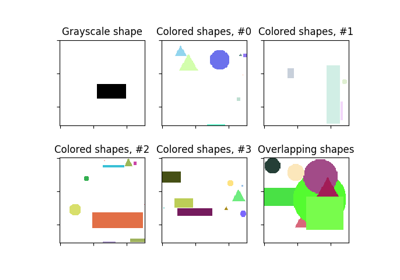 Grayscale shape
Colored shapes, #0
Colored shapes, #1
Colored shapes, #2
Colored shapes, #3
Overlapping shapes